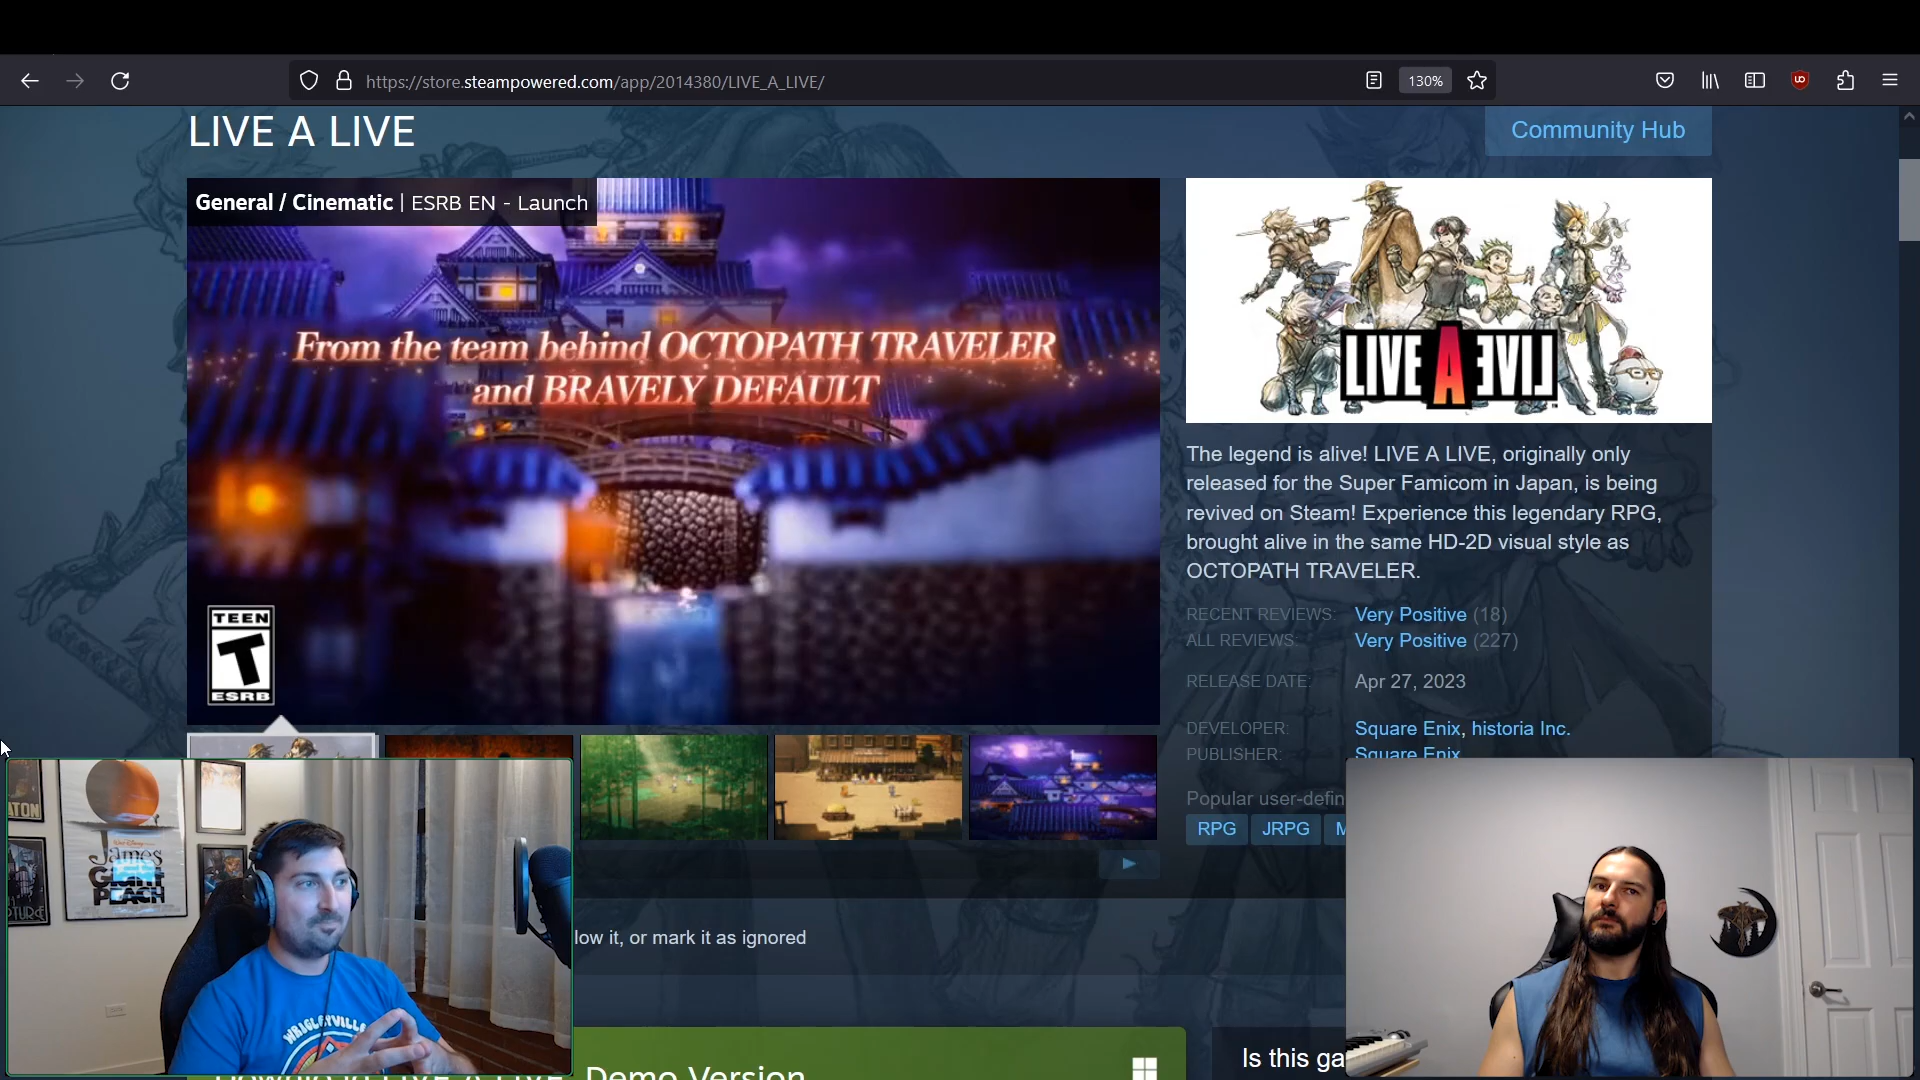 https://store.steampowered.com/app/2014380/LIVE_A_LIVE/
130%
LIVE A LIVE
Community Hub
General / Cinematic | ESRB EN - Launch
From the team behind OCTOPATH TRAVELER
and BRAVELY DEFAULT
TEEN
T
ESRB
LIVE A LIVE
The legend is alive! LIVE A LIVE, originally only
released for the Super Famicom in Japan, is being
revived on Steam! Experience this legendary RPG,
brought alive in the same HD-2D visual style as
OCTOPATH TRAVELER.
RECENT REVIEWS: Very Positive (18)
ALL REVIEWS: Very Positive (227)
RELEASE DATE: Apr 27, 2023
DEVELOPER: Square Enix, historia Inc.
PUBLISHER: Square Enix
Popular user-defin
RPG JRPG M
low it, or mark it as ignored
Demo Version
Is this ga
James
PEACH